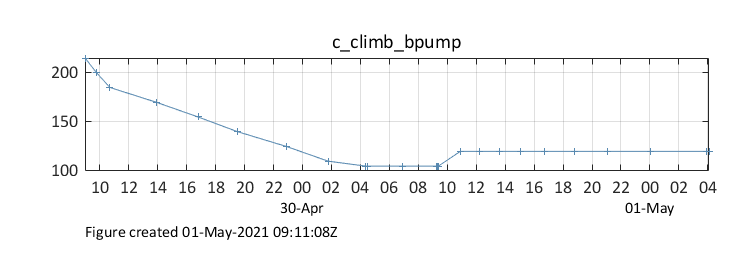 c_climb_bpump
200
150
100
10 12 14 16 18 20 22 00 02 04 06 08 10 12 14 16 18 20 22 00 02 04
30-Apr 01-May
Figure created 01-May-2021 09:11:08Z